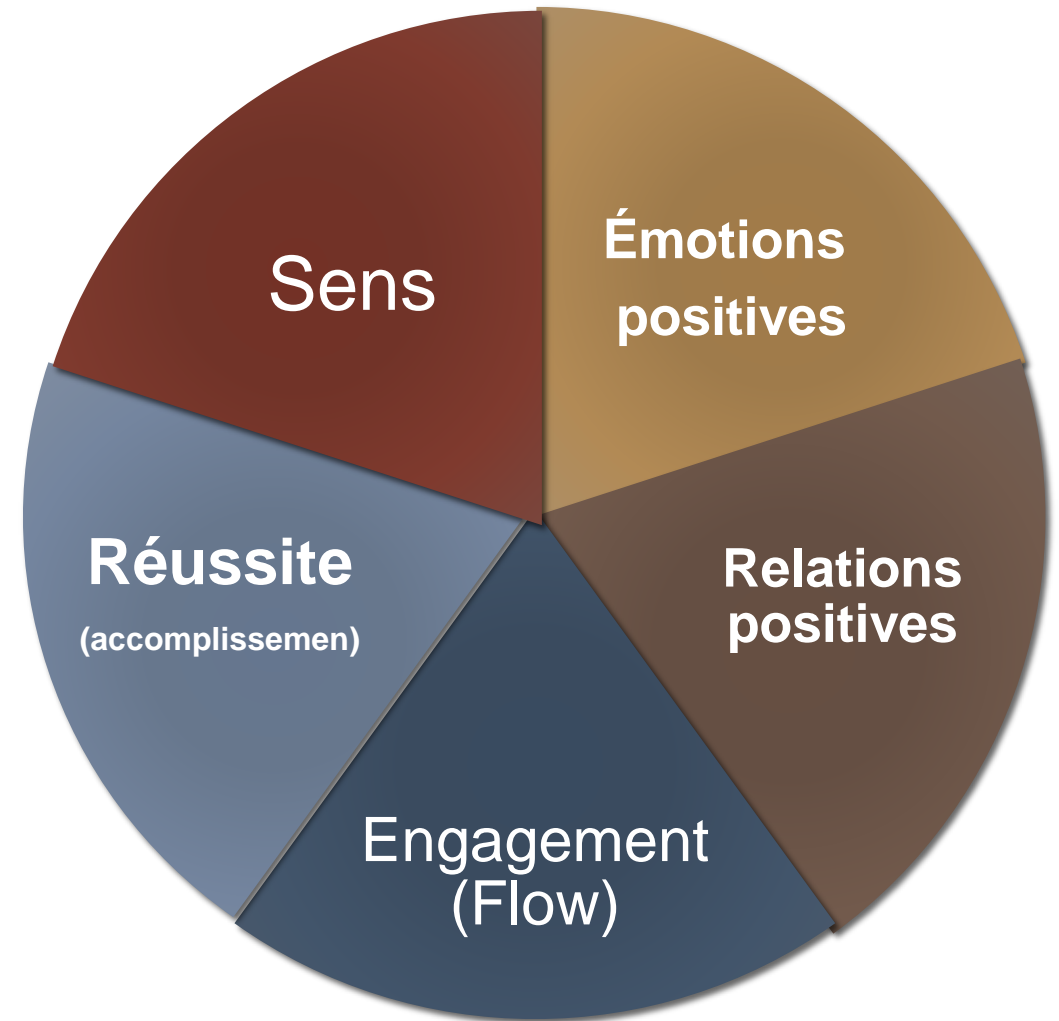 Sens
Émotions
positives
Réussite
(accomplissemen)
Relations
positives
Engagement
(Flow)